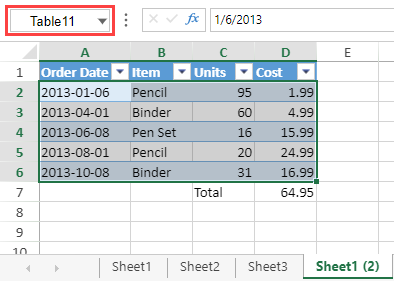 Table11 fx 1/6/2013
A B C D E
1 Order Date Item Units Cost
2 2013-01-06 Pencil 95 1.99
3 2013-04-01 Binder 60 4.99
4 2013-06-08 Pen Set 16 15.99
5 2013-08-01 Pencil 20 24.99
6 2013-10-08 Binder 31 16.99
7 Total 64.95
8
9
10
Sheet1 Sheet2 Sheet3 Sheet1 (2)